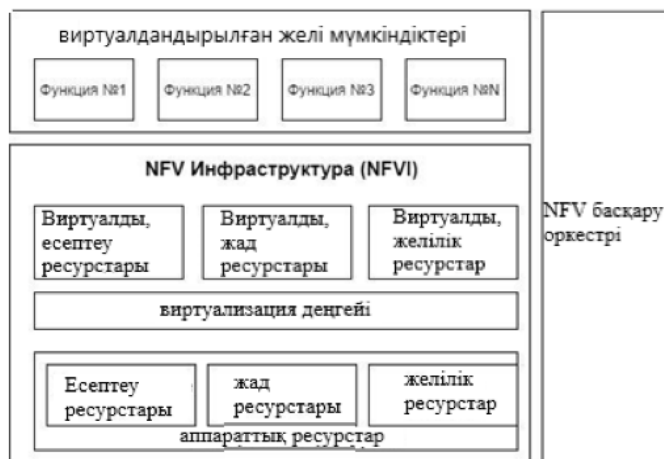 виртуалдандырылған желі мүмкіндіктері
Функция №1
Функция №2
Функция №3
Функция №N
NFV Инфраструктура (NFVI)
Виртуалды,
есептеу
ресурстары
Виртуалды,
жад
ресурстары
Виртуалды,
желілік
ресурстар
виртуализация деңгейі
Есептеу
ресурстары
жад
ресурстары
желілік
ресурстар
аппараттық ресурстар
NFV басқару
оркестрі